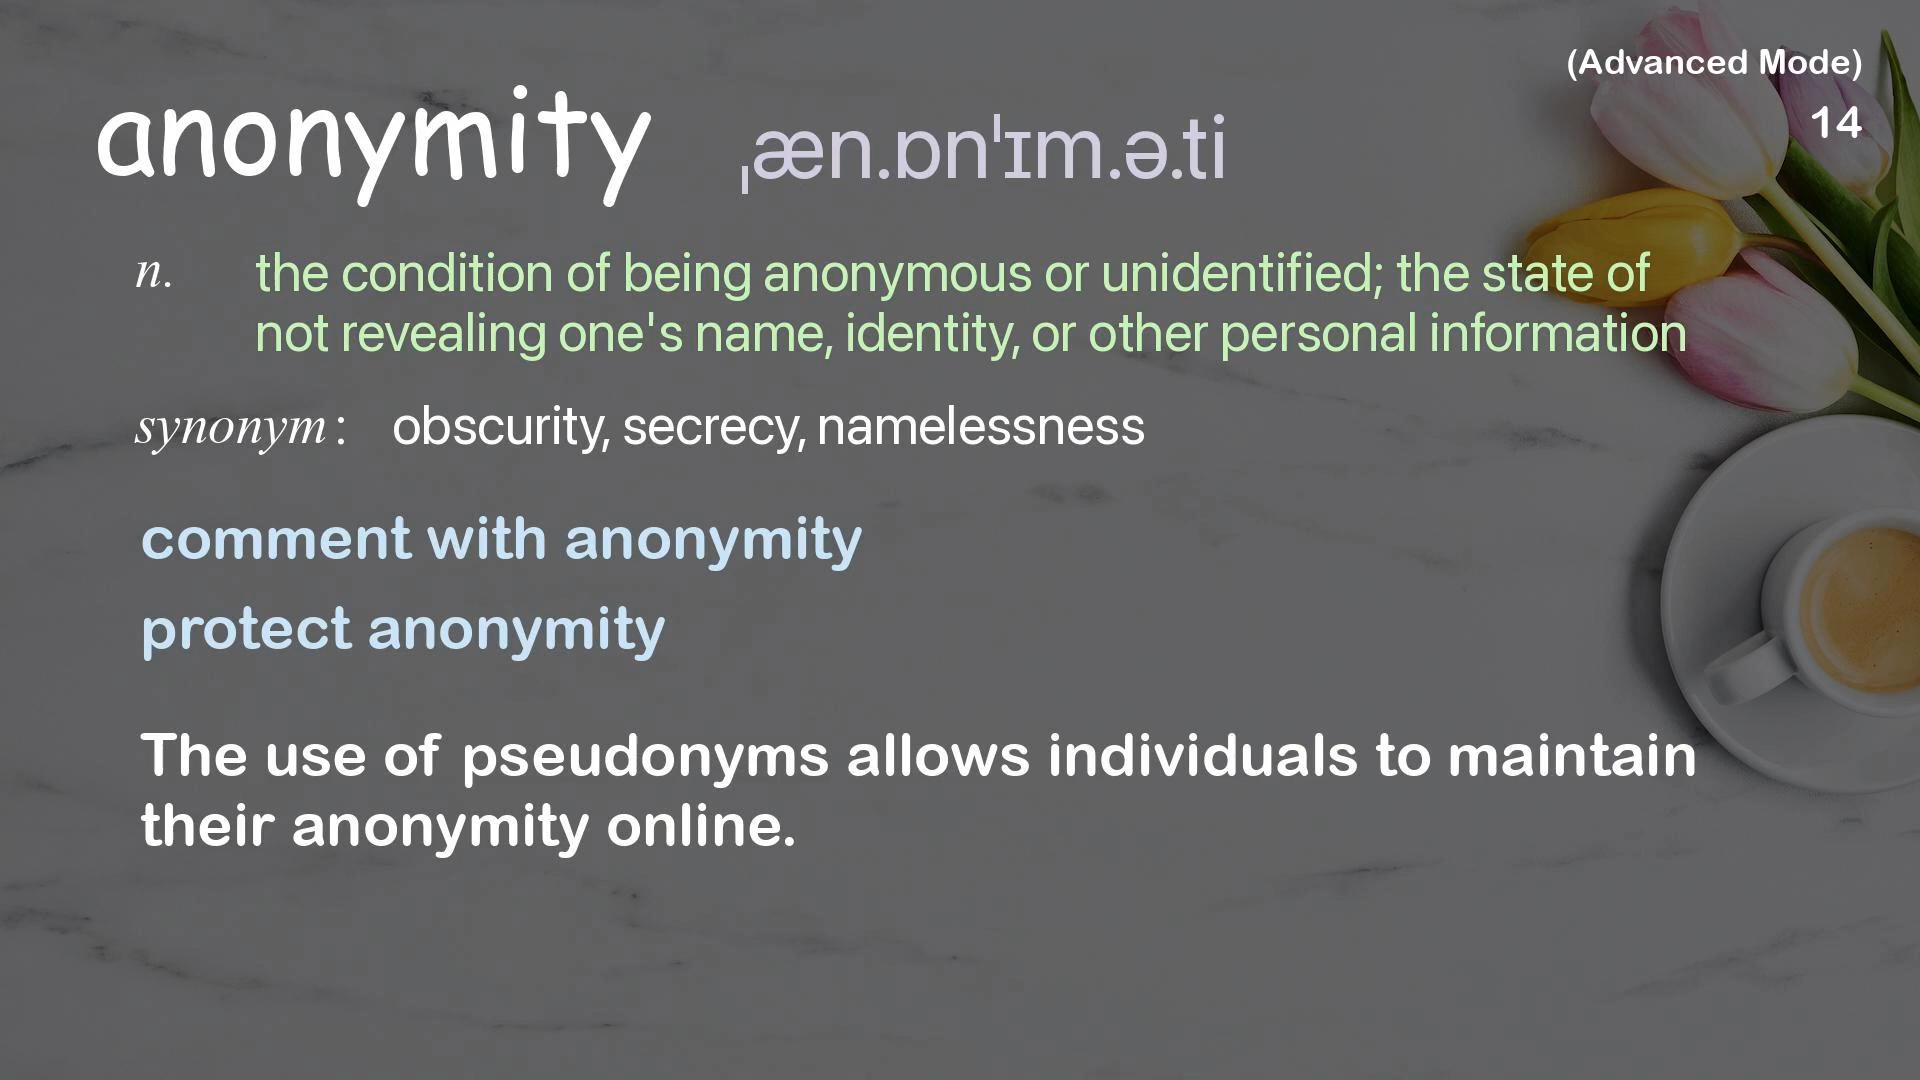 (Advanced Mode)
14
anonymity ˌæn.ɒnˈɪm.ə.ti
n. the condition of being anonymous or unidentified; the state of
not revealing one's name, identity, or other personal information
synonym: obscurity, secrecy, namelessness
comment with anonymity
protect anonymity
The use of pseudonyms allows individuals to maintain
their anonymity online.